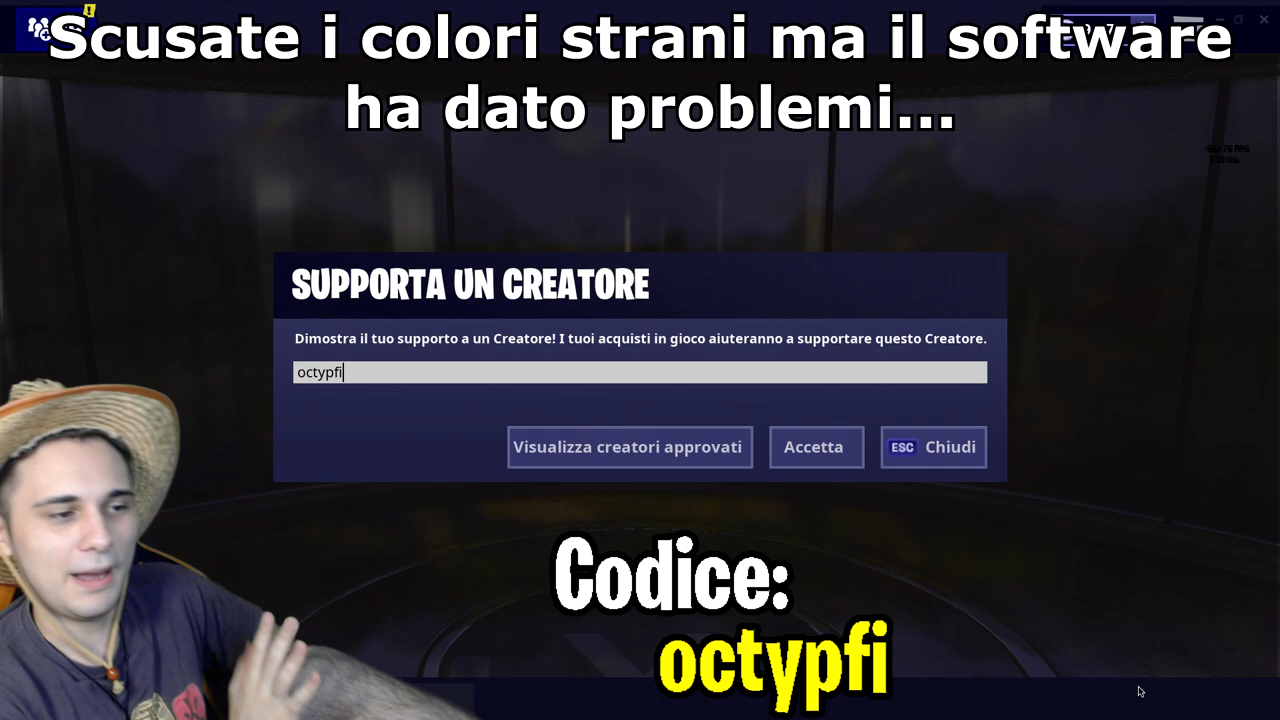 Scusate i colori strani ma il software
ha dato problemi...
SUPPORTA UN CREATORE
Dimostra il tuo supporto a un Creatore! I tuoi acquisti in gioco aiuteranno a supportare questo Creatore.
octypfi
Visualizza creatori approvati
Accetta
ESC Chiudi
Codice:
octypfi